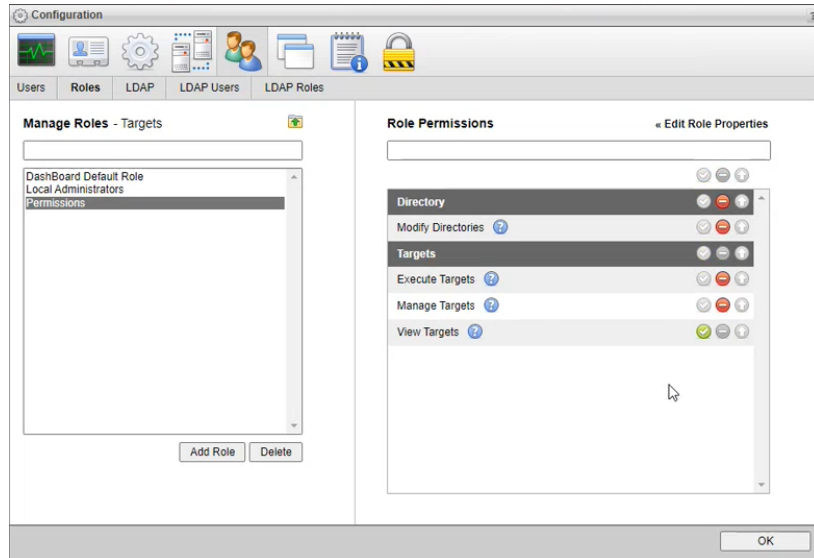 Configuration
?
Users Roles LDAP LDAP Users LDAP Roles
Manage Roles - Targets
DashBoard Default Role
Local Administrators
Permissions
Add Role Delete
Role Permissions « Edit Role Properties
Directory
Modify Directories ?
Targets
Execute Targets ?
Manage Targets ?
View Targets ?
OK